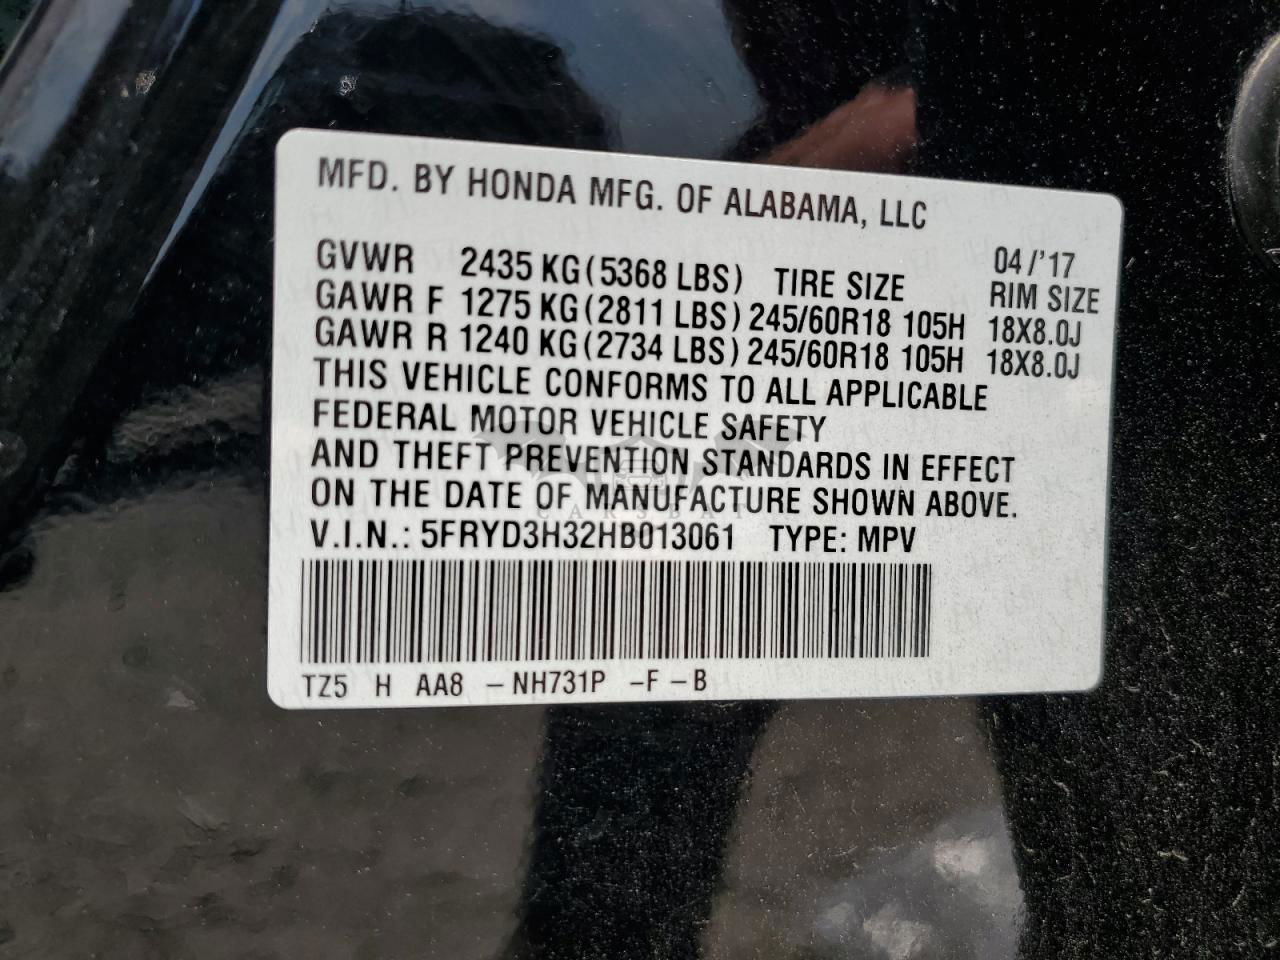 MFD. BY HONDA MFG. OF ALABAMA, LLC
04/'17
GVWR 2435 KG(5368 LBS) TIRE SIZE RIM SIZE
GAWR F 1275 KG(2811 LBS) 245/60R18 105H 18X8.0J
GAWR R 1240 KG(2734 LBS) 245/60R18 105H 18X8.0J
THIS VEHICLE CONFORMS TO ALL APPLICABLE
FEDERAL MOTOR VEHICLE SAFETY
AND THEFT PREVENTION STANDARDS IN EFFECT
ON THE DATE OF MANUFACTURE SHOWN ABOVE.
CARSBAT
V.I.N.: 5FRYD3H32HB013061 TYPE: MPV
TZ5 H AA8 -NH731P -F-B